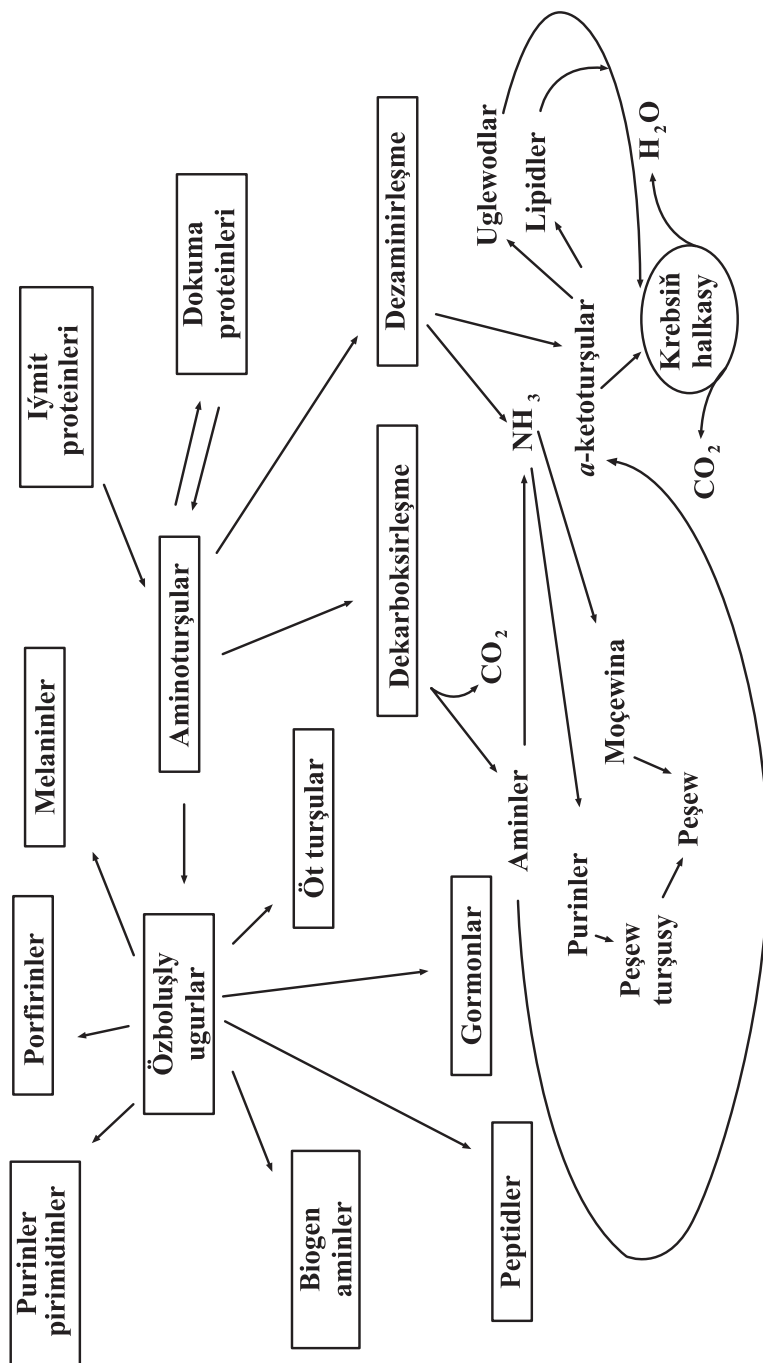 Purinler
pirimidinler
Porfirinler
Melaninler
Iýmit
proteinleri
Özboluşly
ugurlar
Aminoturşular
Dokuma
proteinleri
Biogen
aminler
Öt turşular
Peptidler
Gormonlar
Dekarboksirleşme
Dezaminirleşme
Aminler
CO₂
NH₃
Uglewodlar
Lipidler
Purinler
Moçewina
a-ketoturşular
Peşew
turşusy
Peşew
Krebsiň
halkasy
CO₂
H₂O